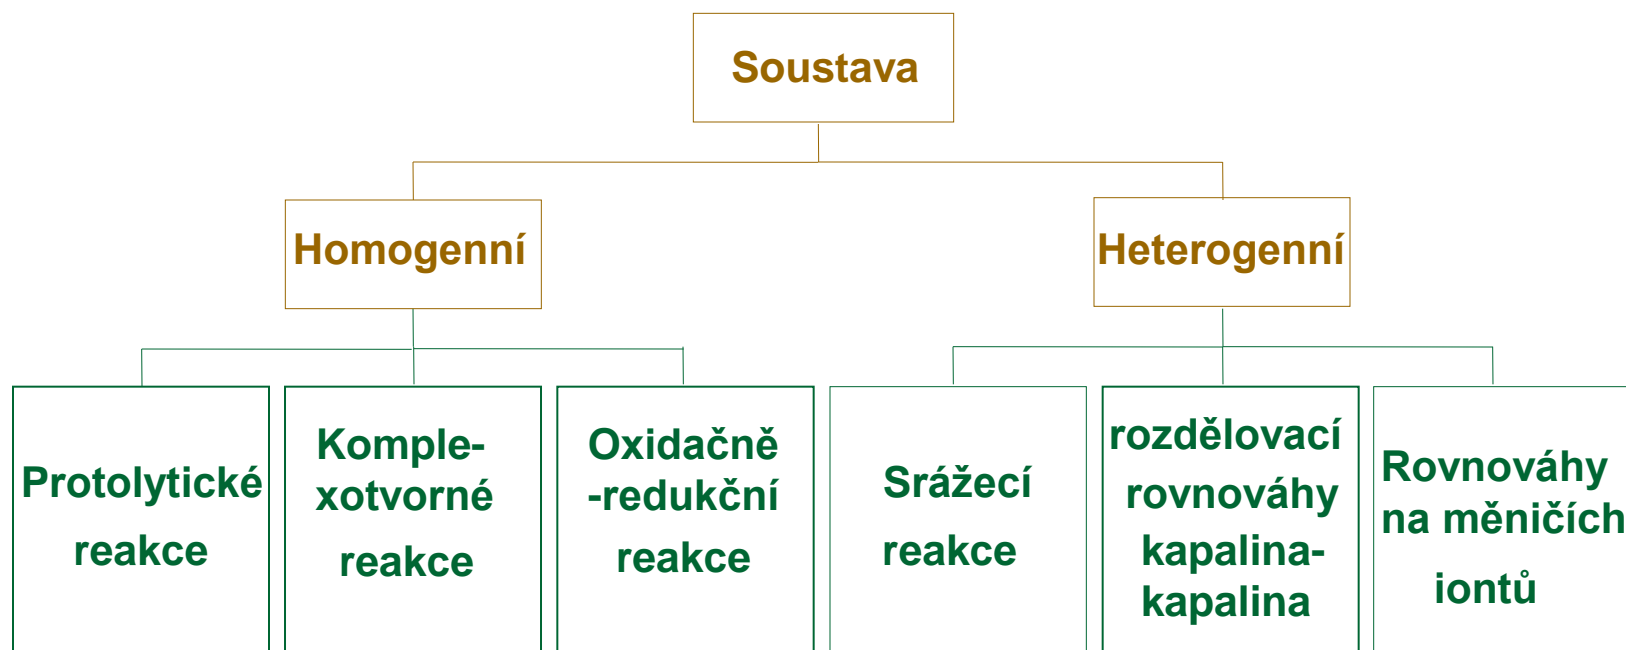 Soustava
Homogenní
Heterogenní
Protolytické
reakce
Komple-
xotvorné
reakce
Oxidačně
-redukční
reakce
Srážecí
reakce
rozdělovací
rovnováhy
kapalina-
kapalina
Rovnováhy
na měničích
iontů